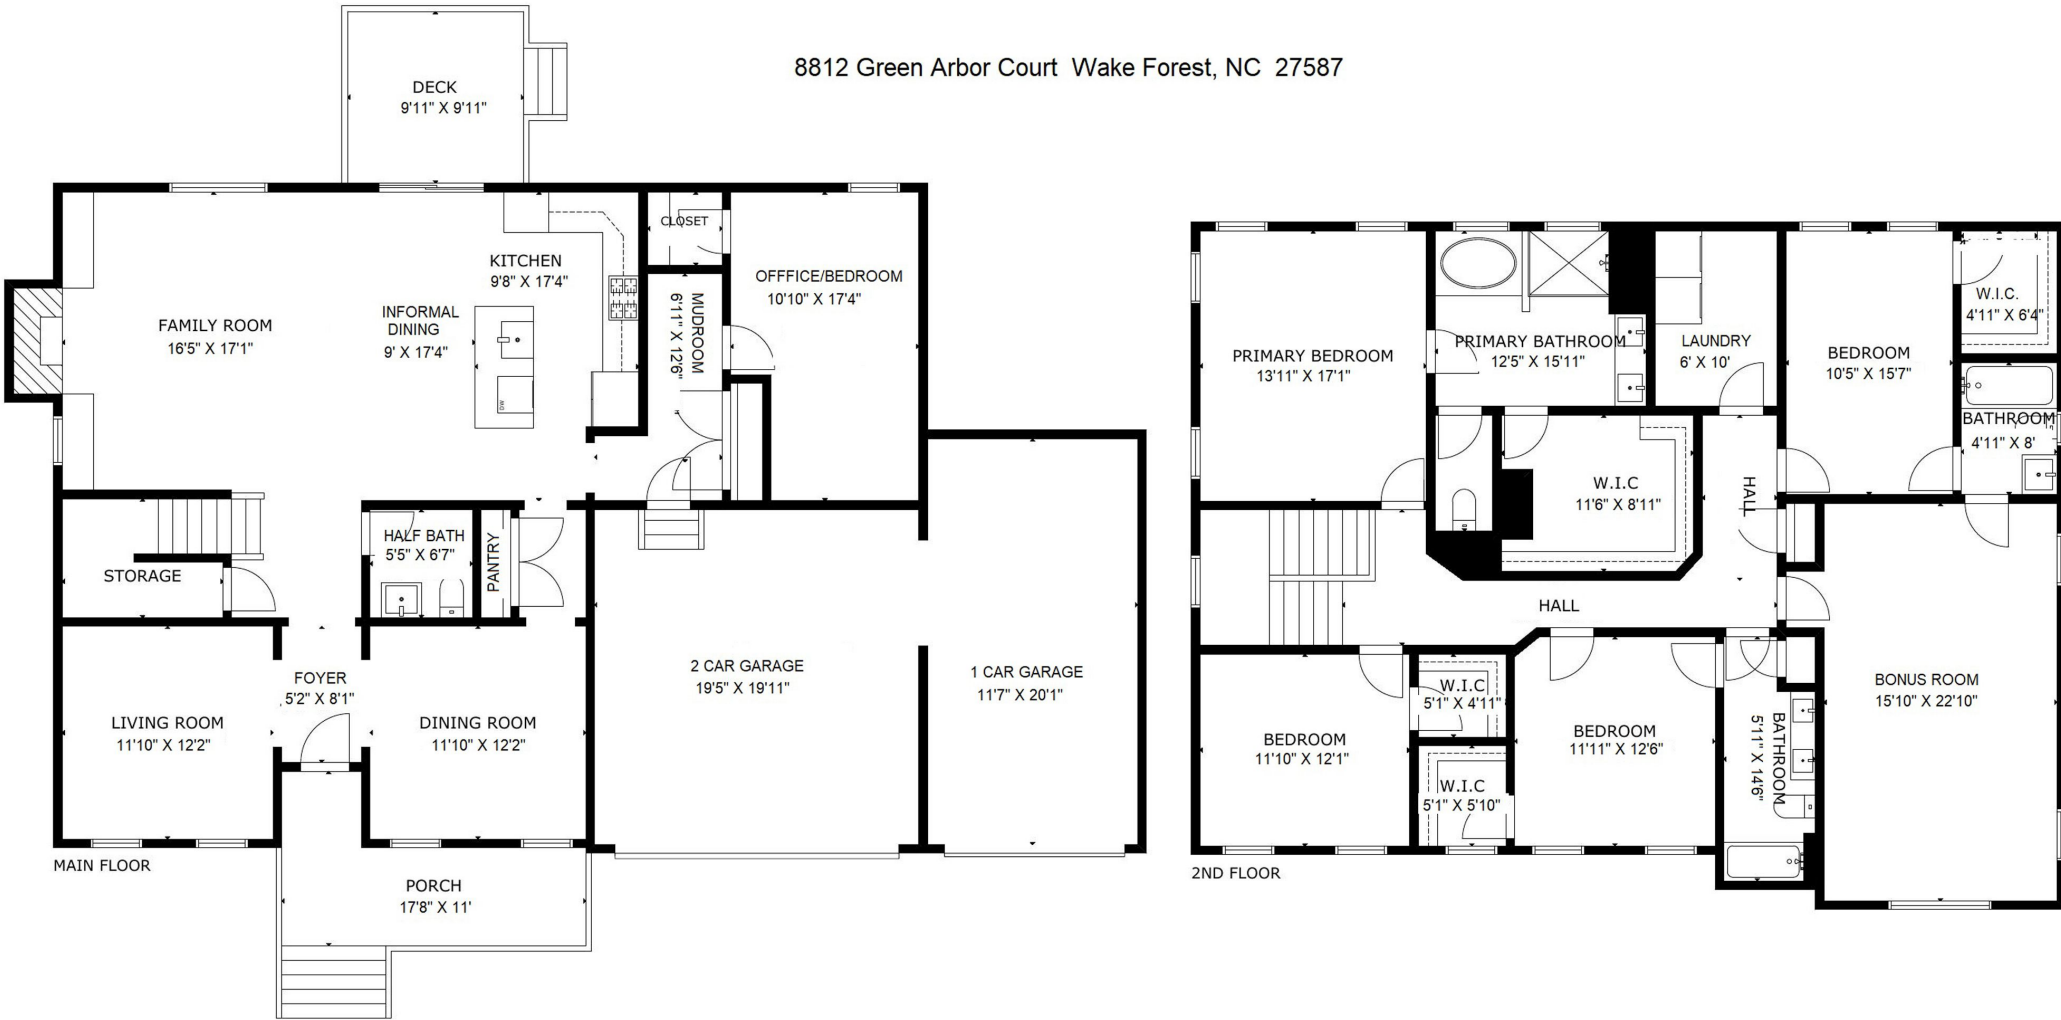 8812 Green Arbor Court  Wake Forest, NC  27587
DECK
9'11" X 9'11"
CLOSET
KITCHEN
9'8" X 17'4"
OFFFICE/BEDROOM
10'10" X 17'4"
INFORMAL
DINING
9' X 17'4"
FAMILY ROOM
16'5" X 17'1"
MUDROOM
6'11" X 12'6"
DW
HALF BATH
5'5" X 6'7"
PANTRY
STORAGE
2 CAR GARAGE
19'5" X 19'11"
1 CAR GARAGE
11'7" X 20'1"
FOYER
5'2" X 8'1"
LIVING ROOM
11'10" X 12'2"
DINING ROOM
11'10" X 12'2"
MAIN FLOOR
PORCH
17'8" X 11'
PRIMARY BEDROOM
13'11" X 17'1"
PRIMARY BATHROOM
12'5" X 15'11"
LAUNDRY
6' X 10'
BEDROOM
10'5" X 15'7"
W.I.C.
4'11" X 6'4"
BATHROOM
4'11" X 8'
W.I.C
11'6" X 8'11"
HALL
HALL
BONUS ROOM
15'10" X 22'10"
W.I.C
5'1" X 4'11"
BEDROOM
11'10" X 12'1"
BEDROOM
11'11" X 12'6"
BATHROOM
5'11" X 14'6"
W.I.C
5'1" X 5'10"
2ND FLOOR